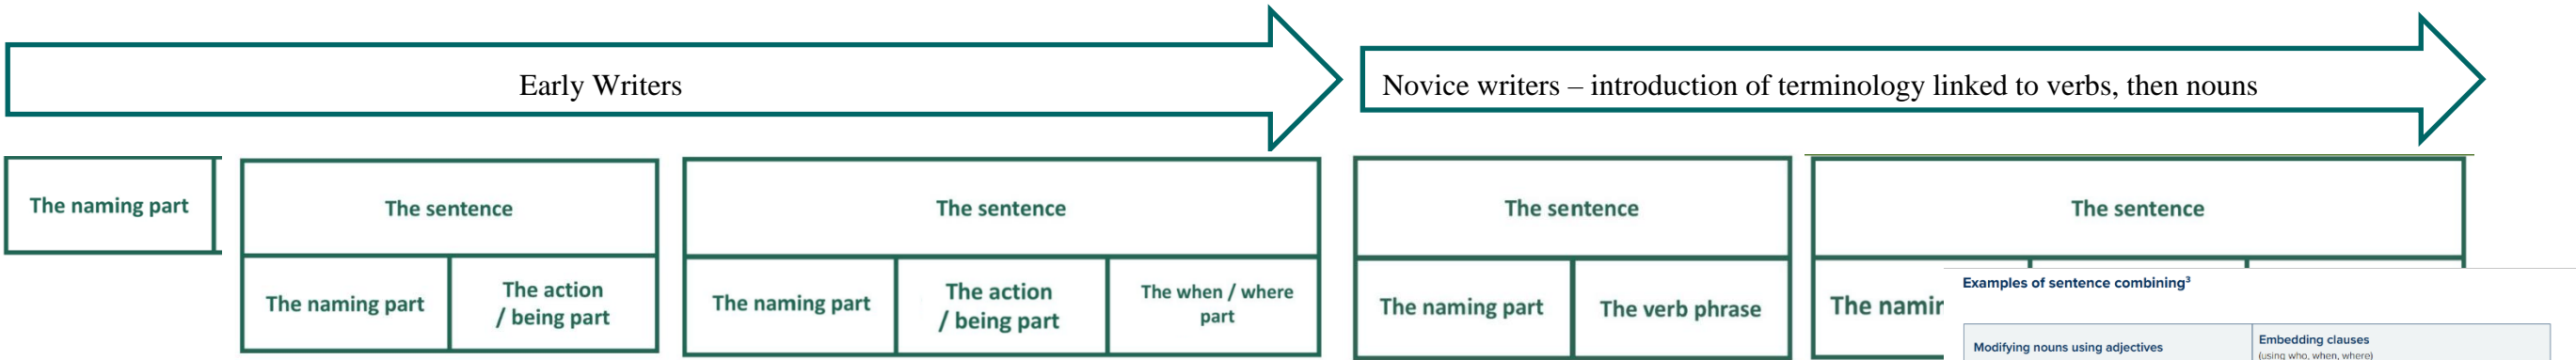 Early Writers
Novice writers – introduction of terminology linked to verbs, then nouns
The naming part
The sentence
The naming part
The action
/ being part
The sentence
The naming part
The action
/ being part
The when / where
part
The sentence
The naming part
The verb phrase
The sentence
The
Examples of sentence combining³
Modifying nouns using adjectives
Embedding clauses
(using who, when, where)